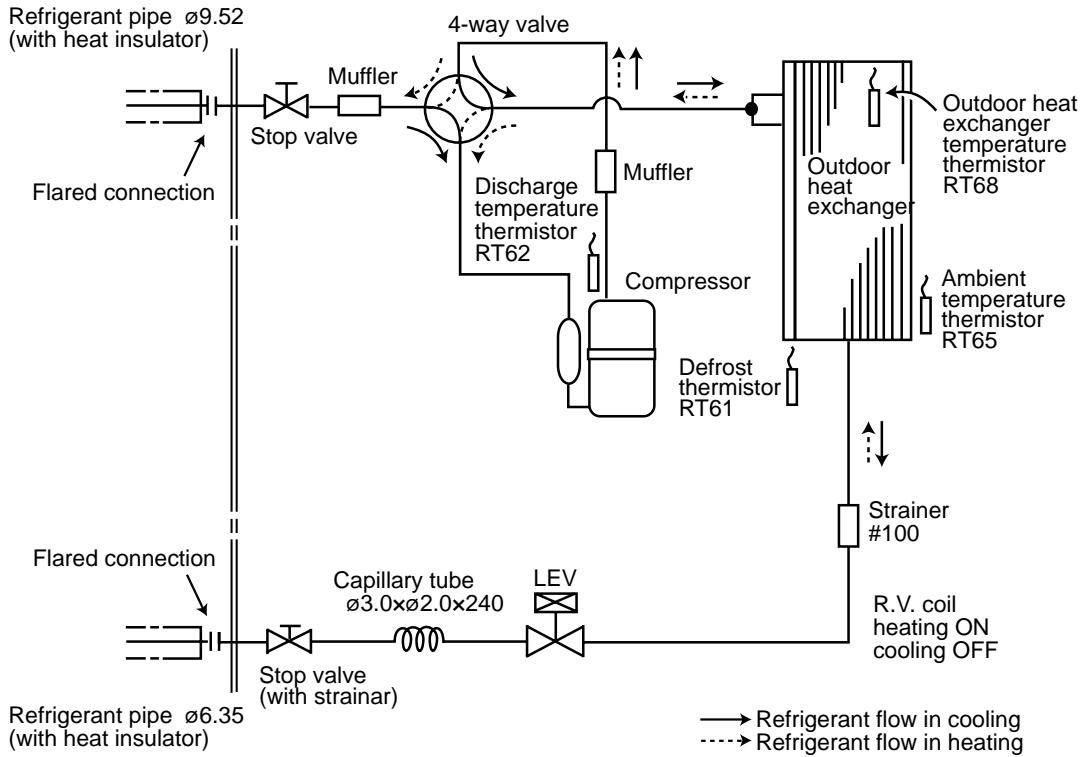 Refrigerant pipe ø9.52
(with heat insulator)
4-way valve
Muffler
Stop valve
Flared connection
Outdoor heat
exchanger
temperature
thermistor
RT68
Outdoor
heat
exchanger
Muffler
Discharge
temperature
thermistor
RT62
Compressor
Ambient
temperature
thermistor
RT65
Defrost
thermistor
RT61
Strainer
#100
Flared connection
Capillary tube
ø3.0×ø2.0×240
LEV
R.V. coil
heating ON
cooling OFF
Stop valve
(with strainar)
Refrigerant pipe ø6.35
(with heat insulator)
Refrigerant flow in cooling
Refrigerant flow in heating